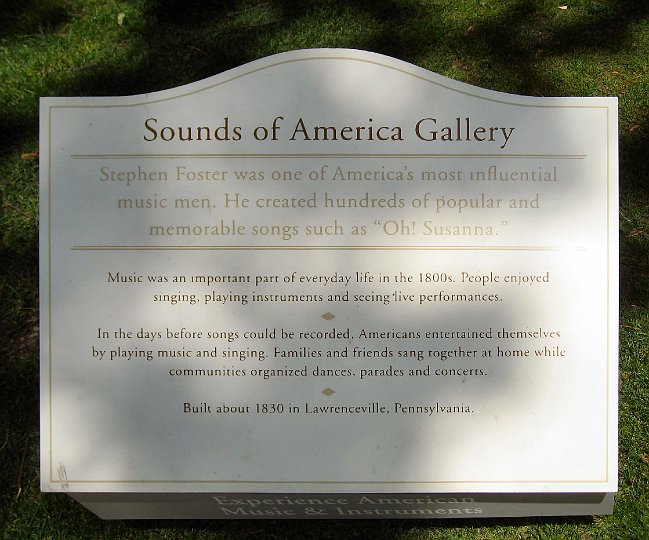 Sounds of America Gallery
Stephen Foster was one of America's most influential
music men. He created hundreds of popular and
memorable songs such as "Oh! Susanna."
Music was an important part of everyday life in the 1800s. People enjoyed
singing, playing instruments and seeing live performances.
In the days before songs could be recorded, Americans entertained themselves
by playing music and singing. Families and friends sang together at home while
communities organized dances, parades and concerts.
Built about 1830 in Lawrenceville, Pennsylvania.
Experience American
Music & Instruments